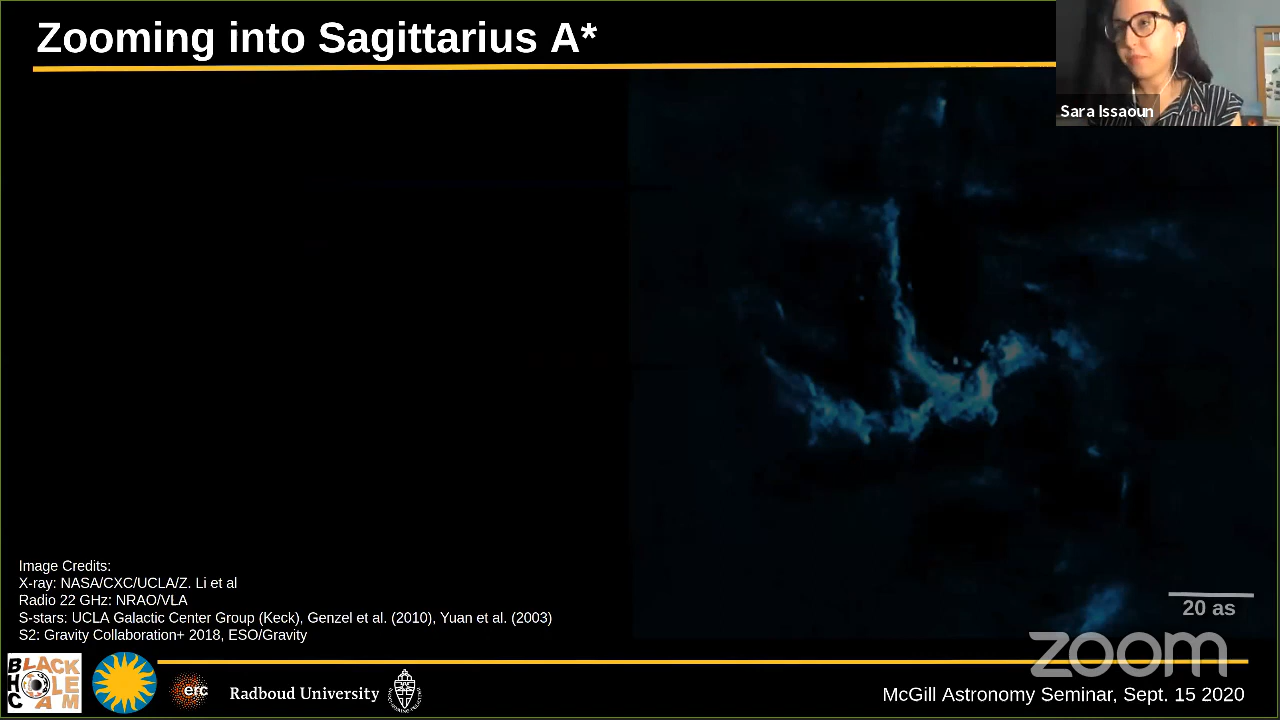 Zooming into Sagittarius A*
Sara Issaoun
Image Credits:
X-ray: NASA/CXC/UCLA/Z. Li et al
Radio 22 GHz: NRAO/VLA
S-stars: UCLA Galactic Center Group (Keck), Genzel et al. (2010), Yuan et al. (2003)
S2: Gravity Collaboration+ 2018, ESO/Gravity
20 as
zoom
BLACK
HOLE
CAM
erc
Radboud University
McGill Astronomy Seminar, Sept. 15 2020